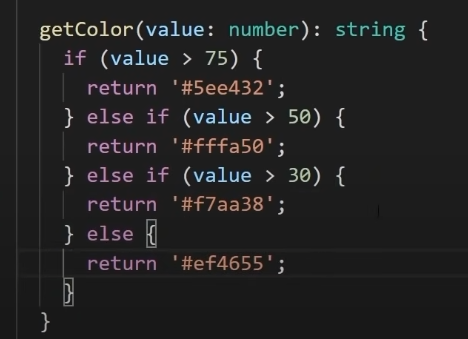 getColor(value: number): string {
  if (value > 75) {
    return '#5ee432';
  } else if (value > 50) {
    return '#fffa50';
  } else if (value > 30) {
    return '#f7aa38';
  } else {
    return '#ef4655';
  }
}